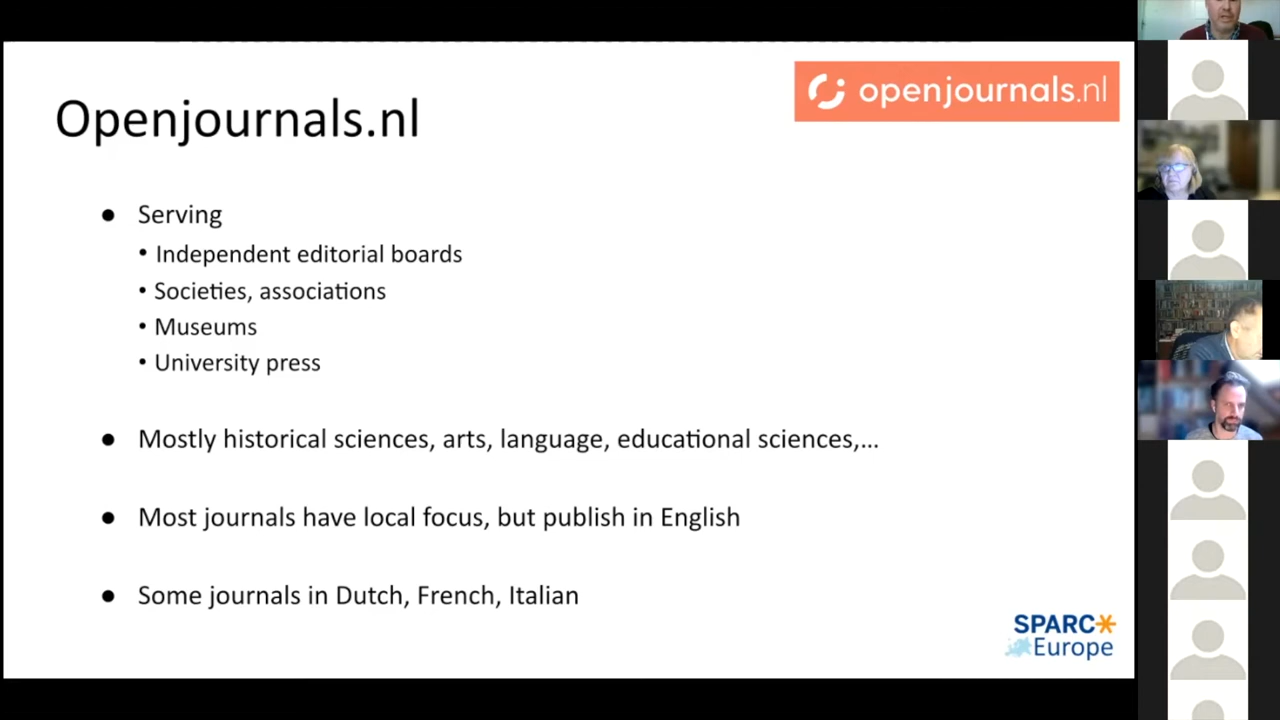 openjournals.nl
Openjournals.nl
● Serving
• Independent editorial boards
• Societies, associations
• Museums
• University press
● Mostly historical sciences, arts, language, educational sciences,...
● Most journals have local focus, but publish in English
● Some journals in Dutch, French, Italian
SPARC
Europe